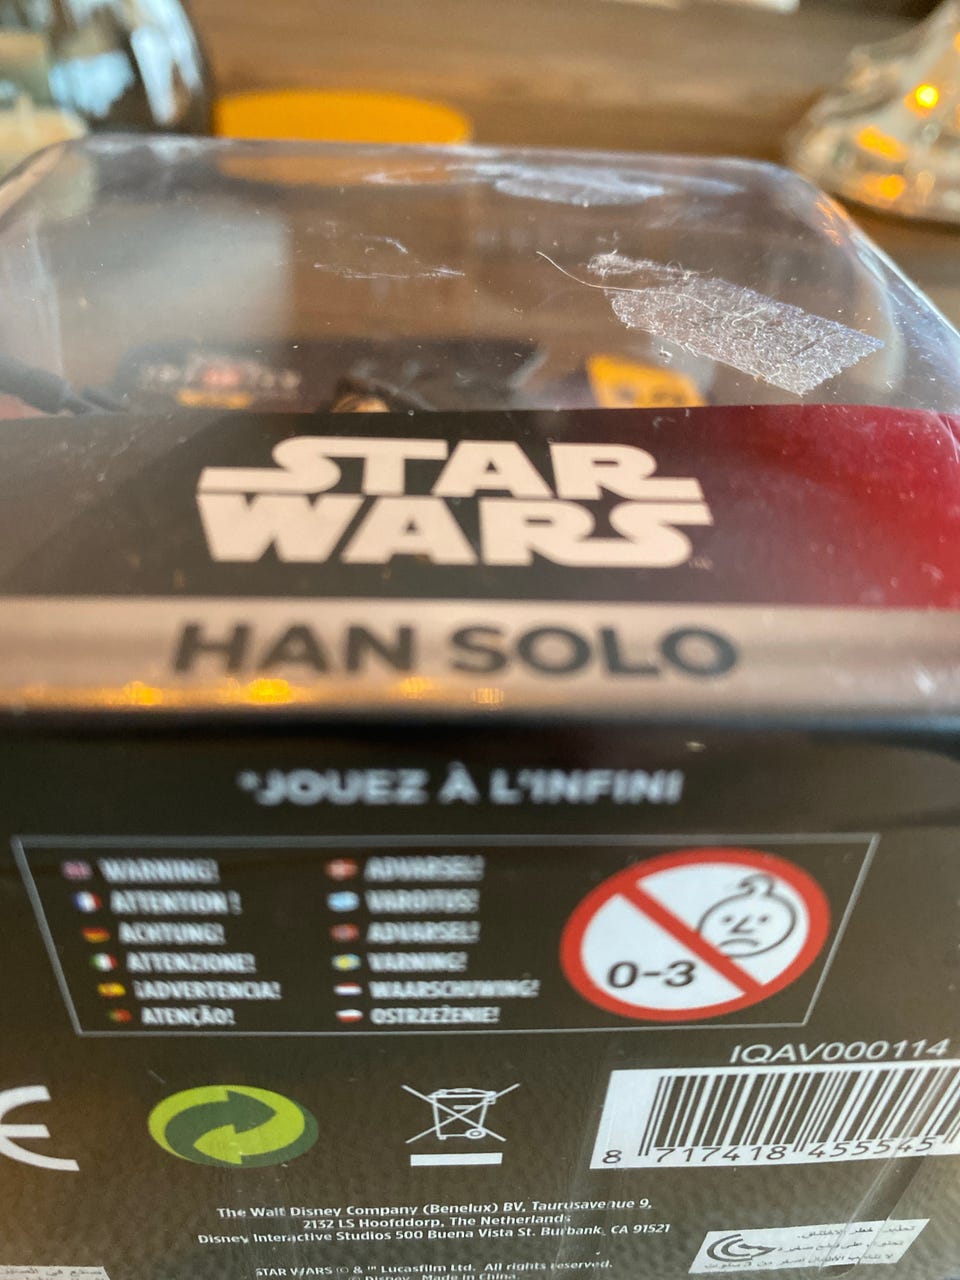 STAR
WARS
HAN SOLO
*JOUEZ À L'INFINI
WARNING!
ATTENTION !
ACHTUNG!
ATTENZIONE!
¡ADVERTENCIA!
ATENÇÃO!
ADVARSEL!
VAROITUS!
ADVARSEL!
VARNING!
WAARSCHUWING!
OSTRZEŻENIE!
0-3
IQAV000114
CE
8 717418 455545
The Walt Disney Company (Benelux) BV, Taurusavenue 9,
2132 LS Hoofddorp, The Netherlands
Disney Interactive Studios 500 Buena Vista St. Burbank, CA 91521
STAR WARS © & ™ Lucasfilm Ltd. All rights reserved.
© Disney. Made in China.